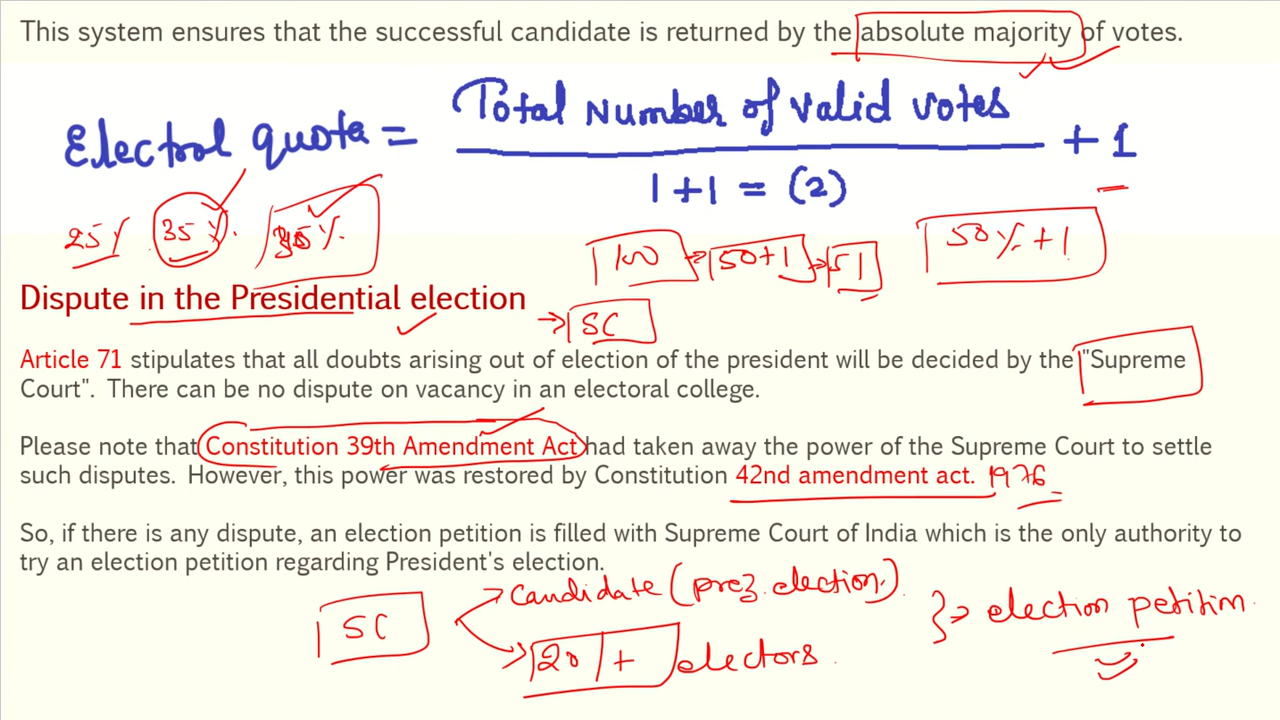 This system ensures that the successful candidate is returned by the absolute majority of votes.
Electrol quota = Total Number of valid votes + 1
1+1 = (2)
25% 35%. 35%.
100 → 50+1 → 51 50%+1
Dispute in the Presidential election
→ SC
Article 71 stipulates that all doubts arising out of election of the president will be decided by the "Supreme
Court". There can be no dispute on vacancy in an electoral college.
Please note that Constitution 39th Amendment Act had taken away the power of the Supreme Court to settle
such disputes. However, this power was restored by Constitution 42nd amendment act. 1976
So, if there is any dispute, an election petition is filled with Supreme Court of India which is the only authority to
try an election petition regarding President's election.
SC → Candidate (prez. election.) } → election petition
→ 20 + electors